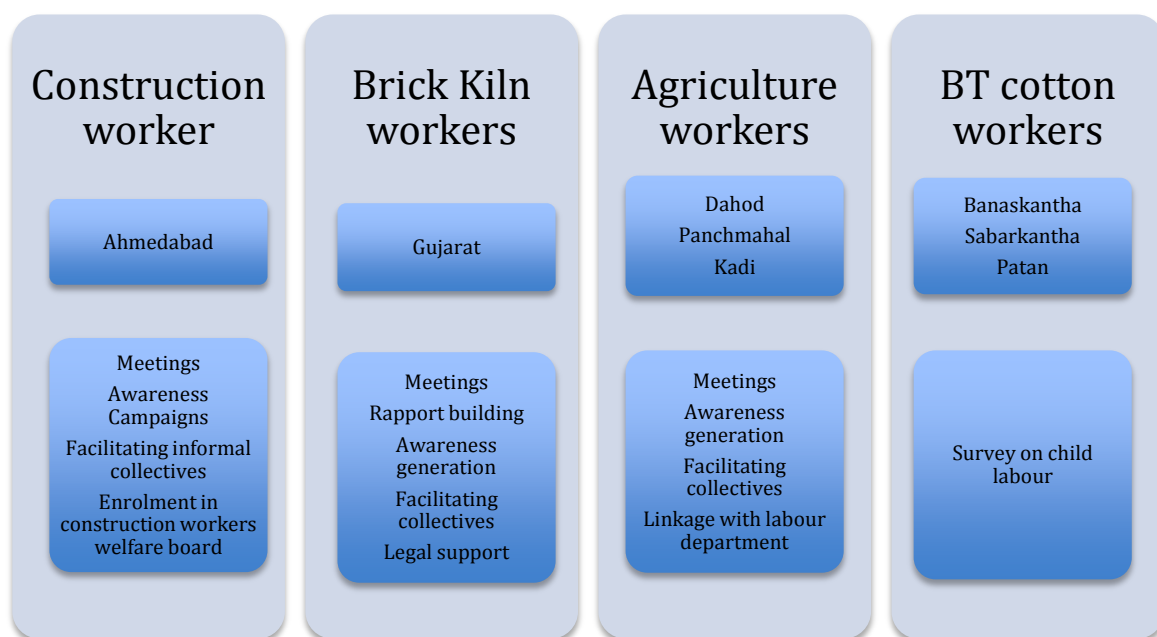 Construction
worker
Ahmedabad
Meetings
Awareness
Campaigns
Facilitating informal
collectives
Enrolment in
construction workers
welfare board
Brick Kiln
workers
Gujarat
Meetings
Rapport building
Awareness
generation
Facilitating
collectives
Legal support
Agriculture
workers
Dahod
Panchmahal
Kadi
Meetings
Awareness
generation
Facilitating
collectives
Linkage with labour
department
BT cotton
workers
Banaskantha
Sabarkantha
Patan
Survey on child
labour